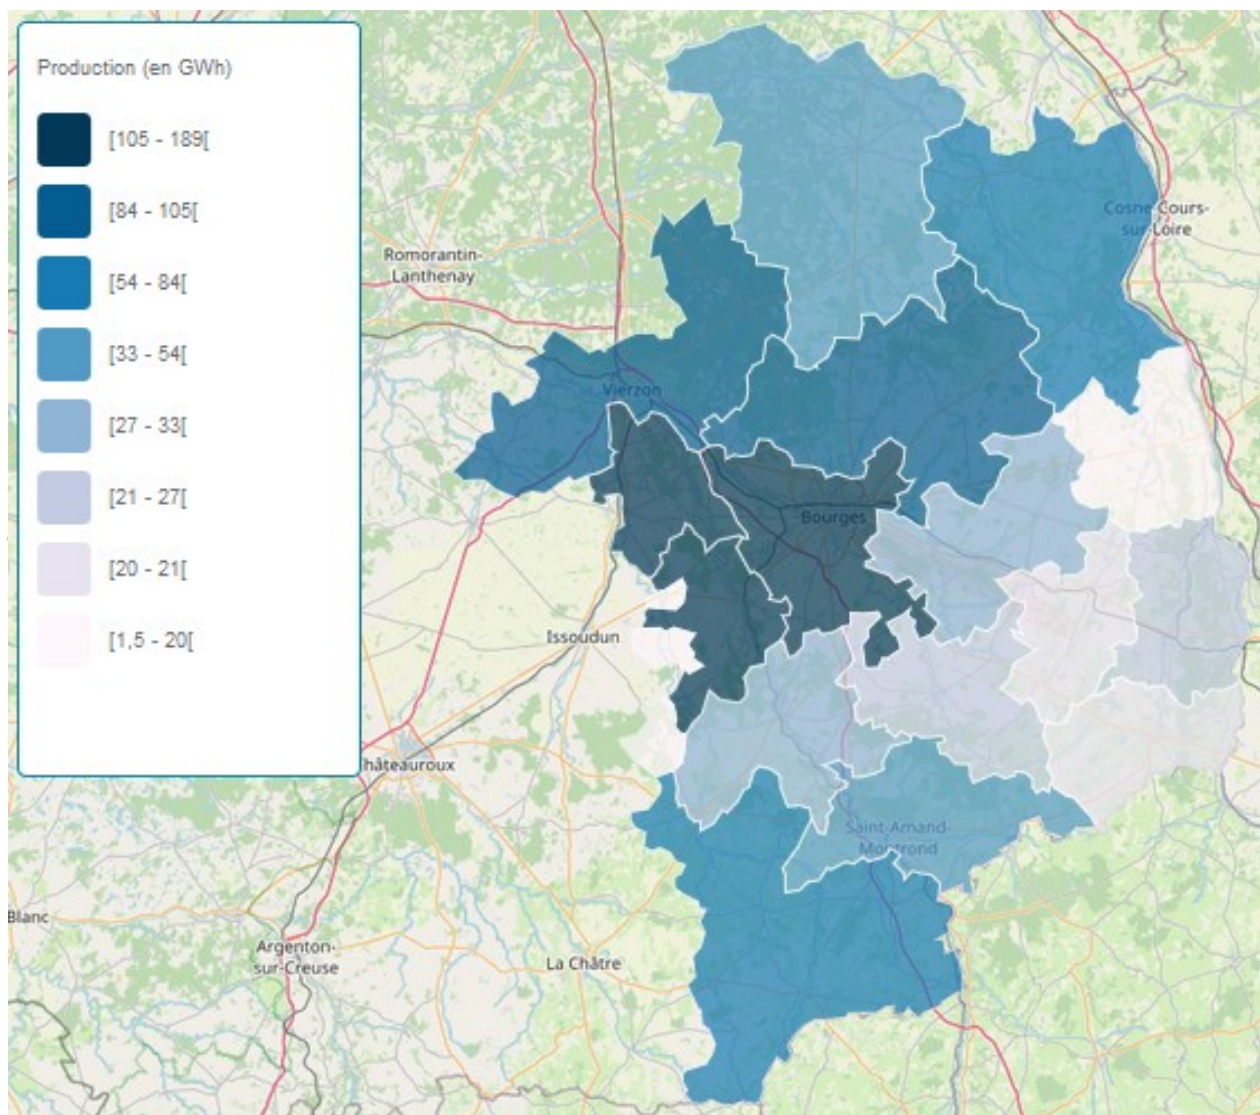 Production (en GWh)
[105 - 189[
[84 - 105[
[54 - 84[
[33 - 54[
[27 - 33[
[21 - 27[
[20 - 21[
[1,5 - 20[
Cosne-Cours-
sur-Loire
Romorantin-
Lanthenay
Vierzon
Bourges
Issoudun
hâteauroux
Saint-Amand-
Montrond
Blanc
Argenton-
sur-Creuse
La Châtre